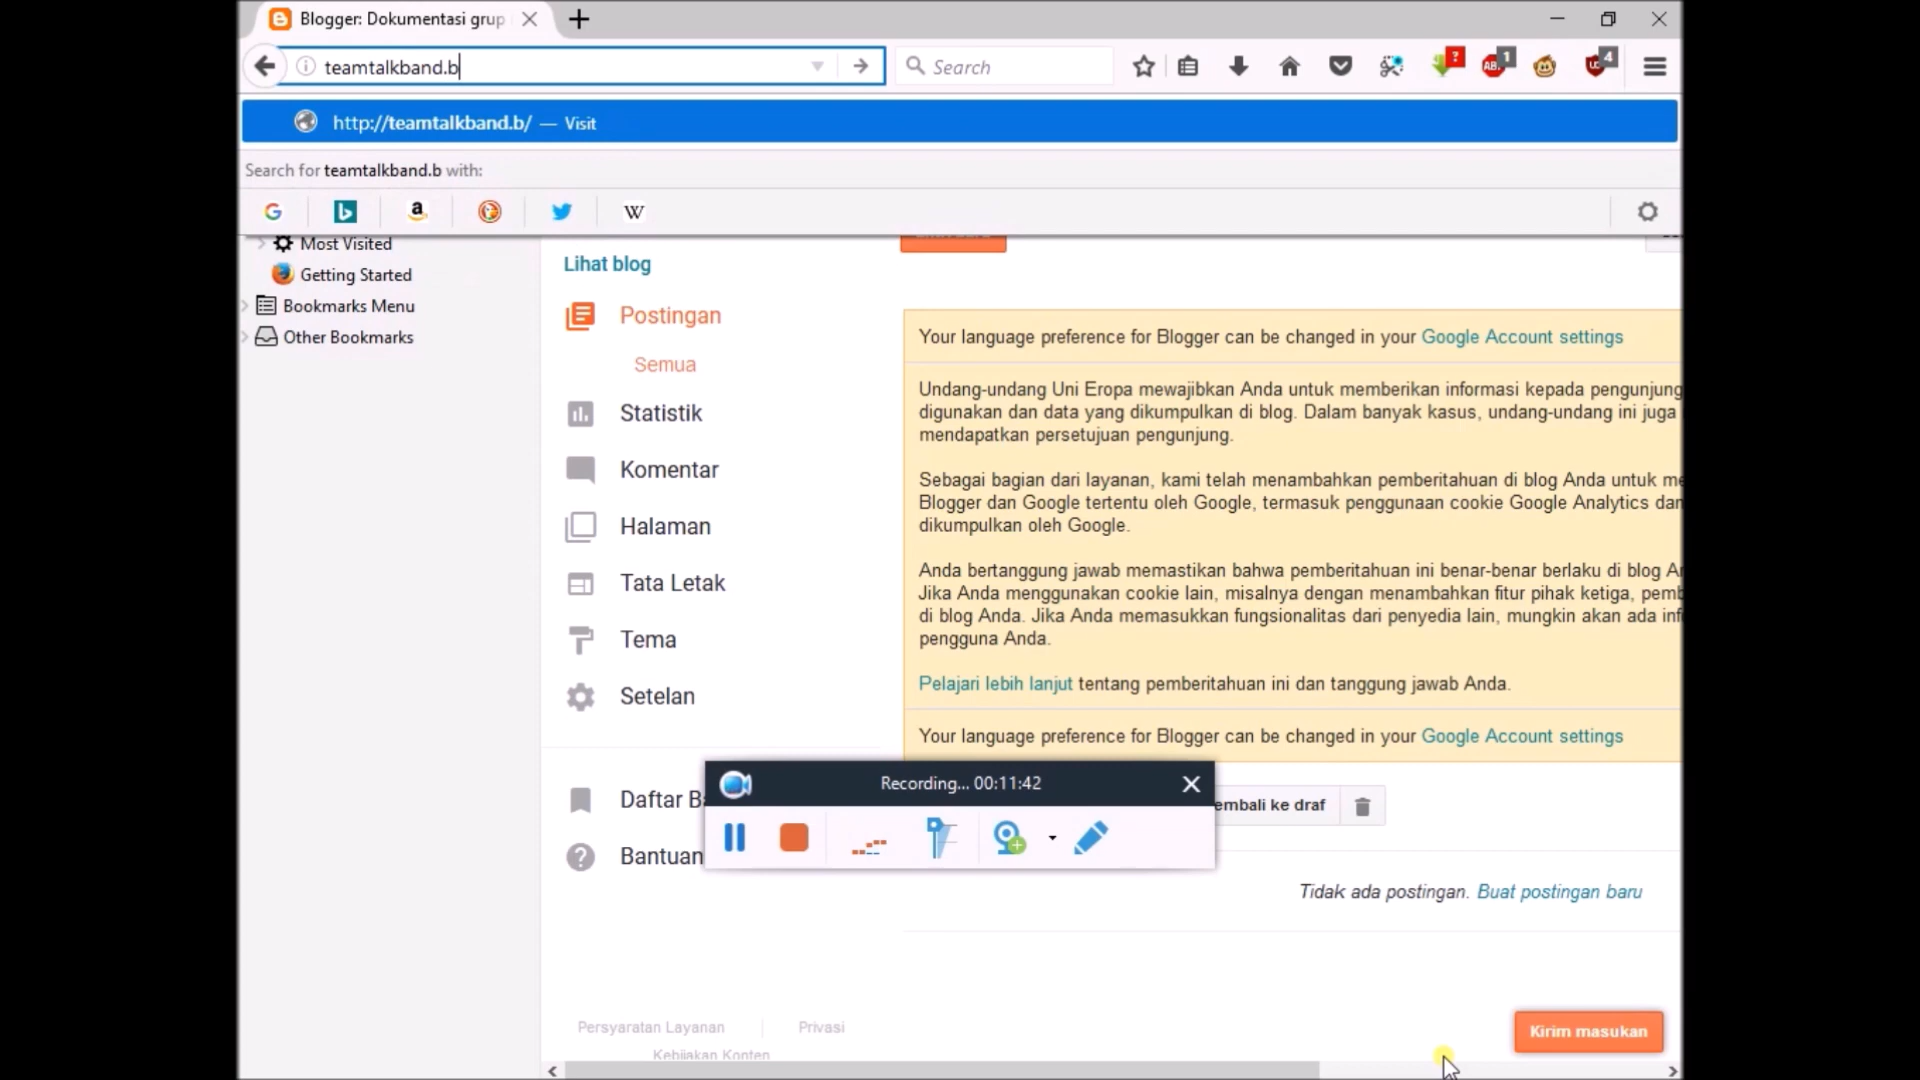 Blogger: Dokumentasi grup
teamtalkband.b
Search
?
ABP
1
4
http://teamtalkband.b/ — Visit
Search for teamtalkband.b with:
Most Visited
Getting Started
Bookmarks Menu
Other Bookmarks
Lihat blog
Postingan
Semua
Statistik
Komentar
Halaman
Tata Letak
Tema
Setelan
Daftar B
Bantuan
Your language preference for Blogger can be changed in your Google Account settings
Undang-undang Uni Eropa mewajibkan Anda untuk memberikan informasi kepada pengunjung
digunakan dan data yang dikumpulkan di blog. Dalam banyak kasus, undang-undang ini juga
mendapatkan persetujuan pengunjung.
Sebagai bagian dari layanan, kami telah menambahkan pemberitahuan di blog Anda untuk me
Blogger dan Google tertentu oleh Google, termasuk penggunaan cookie Google Analytics dan
dikumpulkan oleh Google.
Anda bertanggung jawab memastikan bahwa pemberitahuan ini benar-benar berlaku di blog An
Jika Anda menggunakan cookie lain, misalnya dengan menambahkan fitur pihak ketiga, pemb
di blog Anda. Jika Anda memasukkan fungsionalitas dari penyedia lain, mungkin akan ada inf
pengguna Anda.
Pelajari lebih lanjut tentang pemberitahuan ini dan tanggung jawab Anda.
Your language preference for Blogger can be changed in your Google Account settings
Recording... 00:11:42
embali ke draf
Tidak ada postingan. Buat postingan baru
Persyaratan Layanan
Privasi
Kebijakan Konten
Kirim masukan